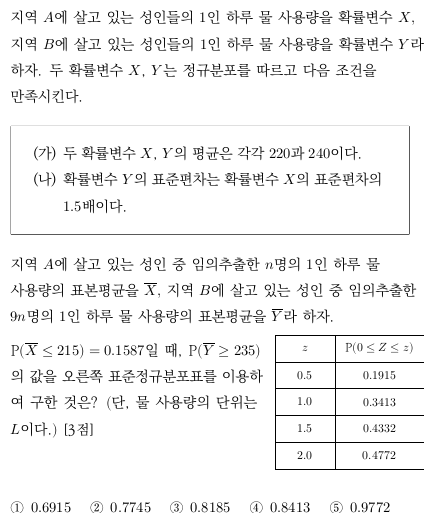 지역 A에 살고 있는 성인들의 1인 하루 물 사용량을 확률변수 X,
지역 B에 살고 있는 성인들의 1인 하루 물 사용량을 확률변수 Y라
하자. 두 확률변수 X, Y는 정규분포를 따르고 다음 조건을
만족시킨다.
(가) 두 확률변수 X, Y의 평균은 각각 220과 240이다.
(나) 확률변수 Y의 표준편차는 확률변수 X의 표준편차의
1.5배이다.
지역 A에 살고 있는 성인 중 임의추출한 n명의 1인 하루 물
사용량의 표본평균을 X̅, 지역 B에 살고 있는 성인 중 임의추출한
9n명의 1인 하루 물 사용량의 표본평균을 Y̅라 하자.
P(X̅ ≤ 215) = 0.1587일 때, P(Y̅ ≥ 235)
의 값을 오른쪽 표준정규분포표를 이용하
여 구한 것은? (단, 물 사용량의 단위는
L이다.) [3점]
z P(0 ≤ Z ≤ z)
0.5 0.1915
1.0 0.3413
1.5 0.4332
2.0 0.4772
① 0.6915 ② 0.7745 ③ 0.8185 ④ 0.8413 ⑤ 0.9772